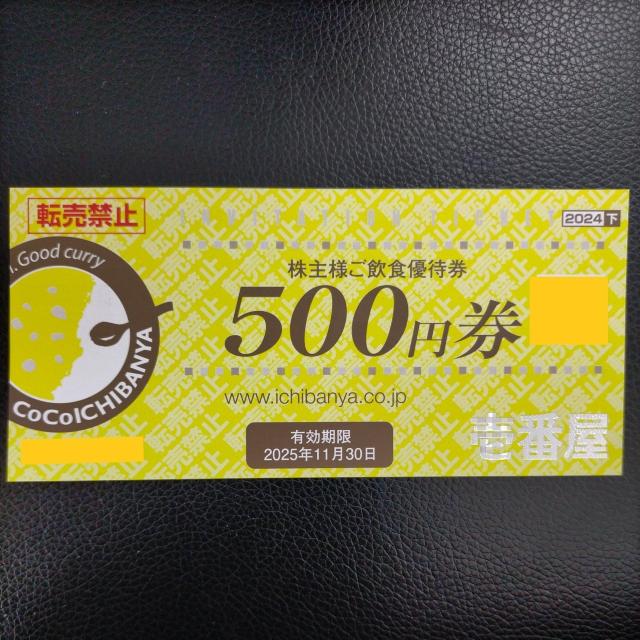 転売禁止
INVITATION TICKET
2024下
. Good curry
株主様ご飲食優待券
500円券
CoCoICHIBANYA
www.ichibanya.co.jp
有効期限
2025年11月30日
壱番屋